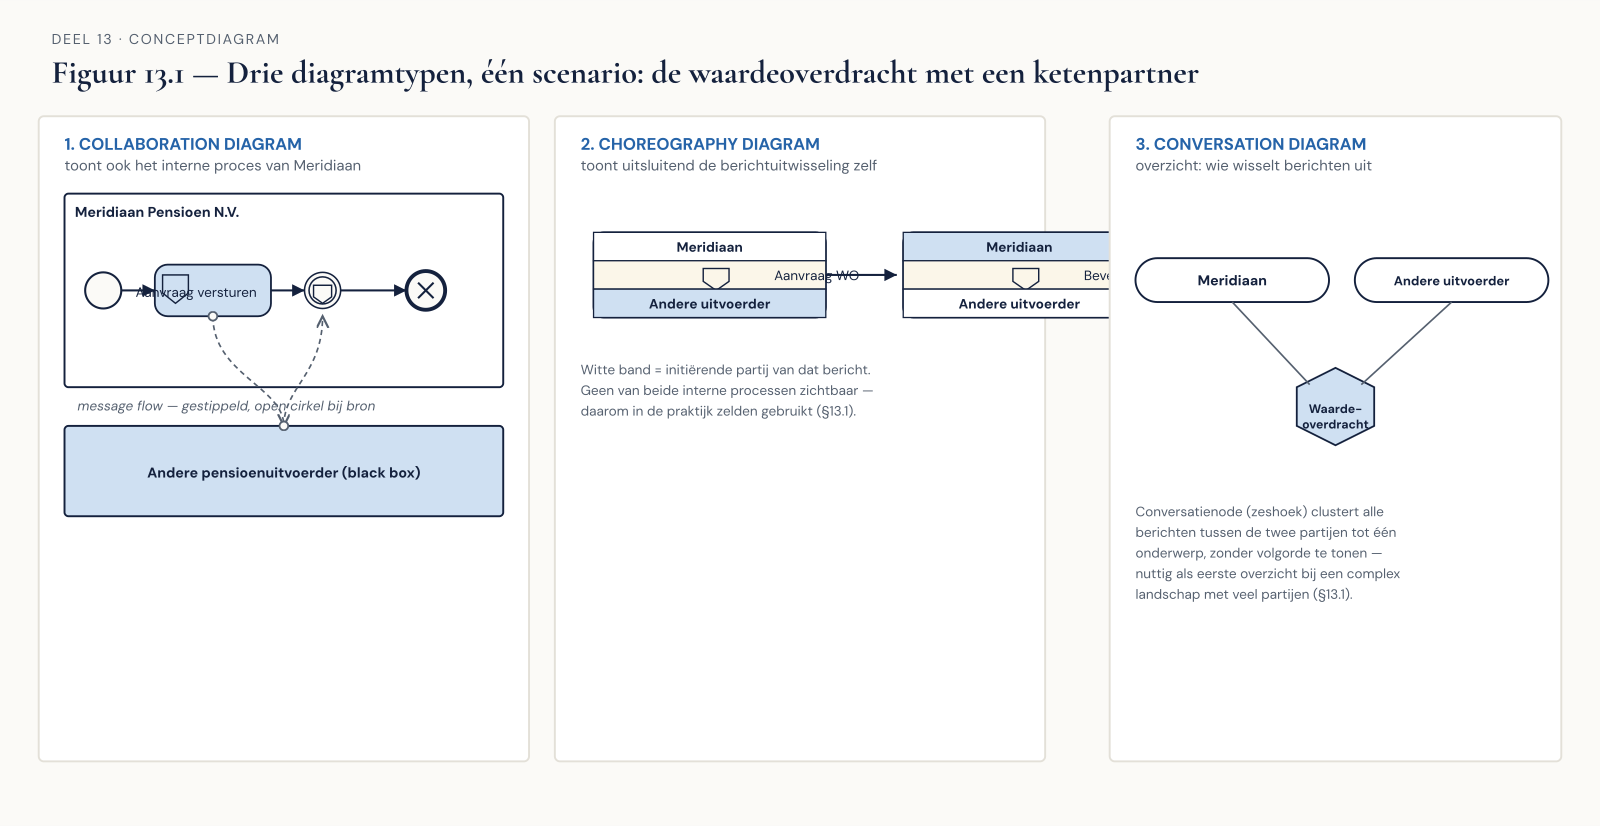 DEEL 13 · CONCEPTDIAGRAM
Figuur 13.1 — Drie diagramtypen, één scenario: de waardeoverdracht met een ketenpartner
1. COLLABORATION DIAGRAM
toont ook het interne proces van Meridiaan
Meridiaan Pensioen N.V.
Aanvraag versturen
message flow — gestippeld, open cirkel bij bron
Andere pensioenuitvoerder (black box)
2. CHOREOGRAPHY DIAGRAM
toont uitsluitend de berichtuitwisseling zelf
Meridiaan
Aanvraag WO
Andere uitvoerder
Meridiaan
Andere uitvoerder
Witte band = initiërende partij van dat bericht.
Geen van beide interne processen zichtbaar —
daarom in de praktijk zelden gebruikt (§13.1).
3. CONVERSATION DIAGRAM
overzicht: wie wisselt berichten uit
Meridiaan
Andere uitvoerder
Waarde-
overdracht
Conversatienode (zeshoek) clustert alle
berichten tussen de twee partijen tot één
onderwerp, zonder volgorde te tonen —
nuttig als eerste overzicht bij een complex
landschap met veel partijen (§13.1).